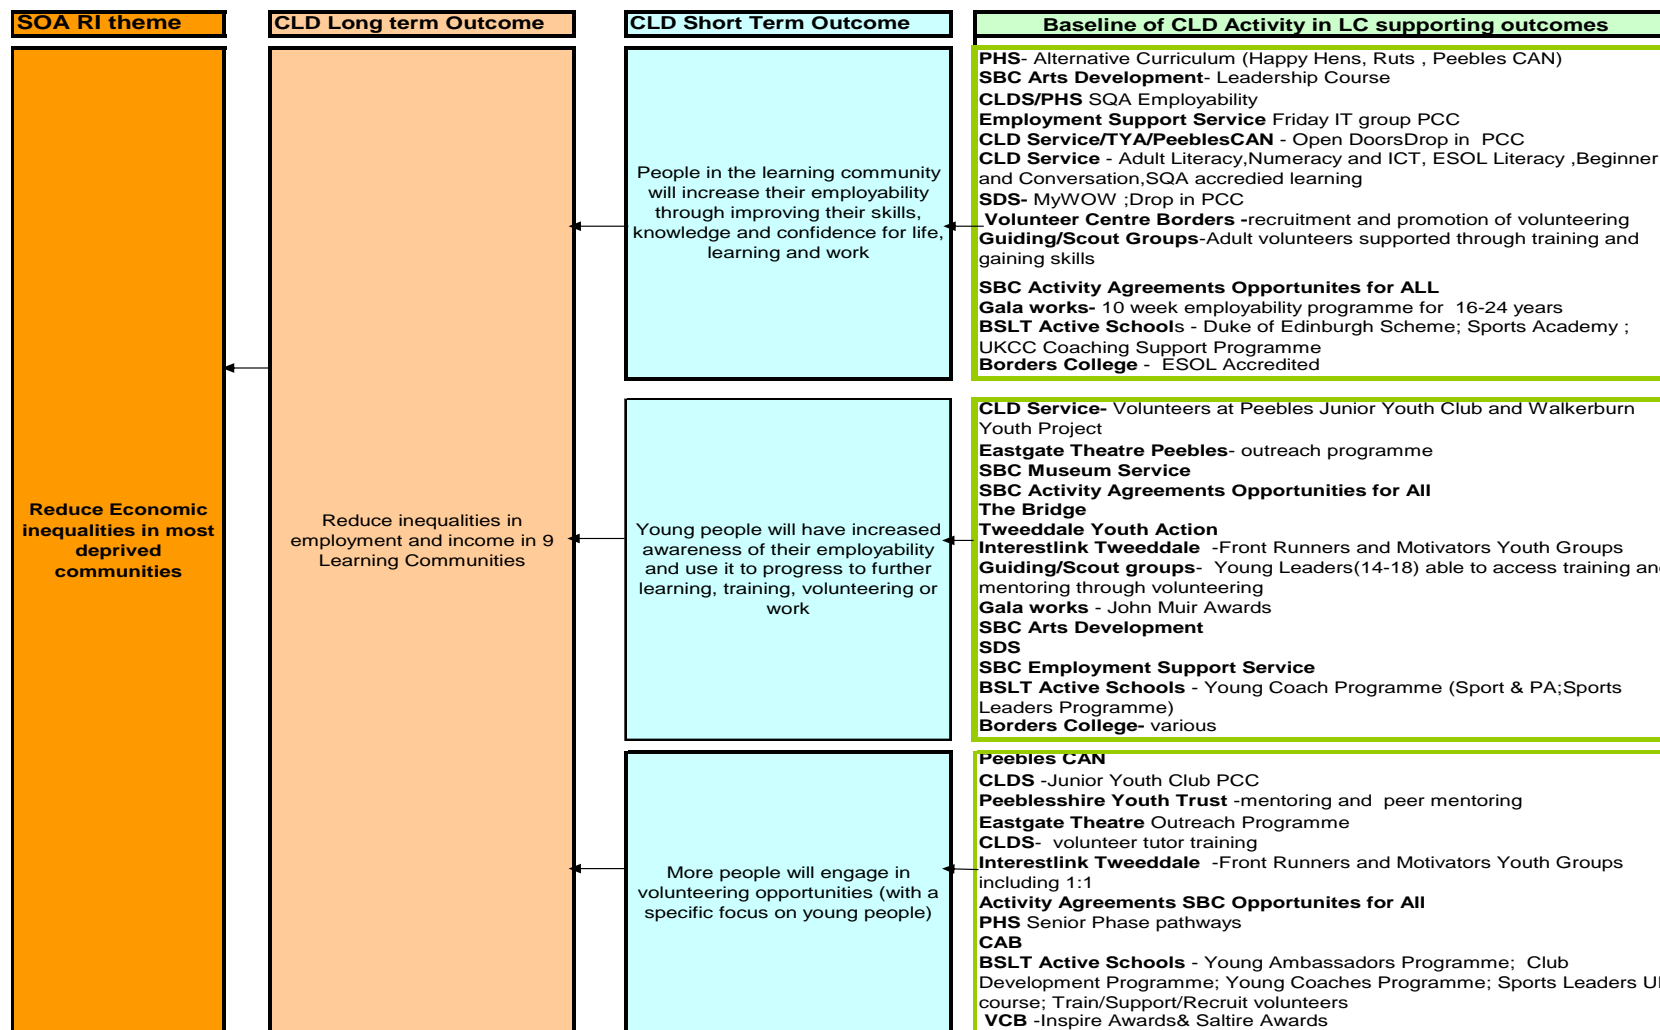 SOA RI theme
CLD Long term Outcome
CLD Short Term Outcome
Baseline of CLD Activity in LC supporting outcomes
Reduce Economic
inequalities in most
deprived
communities
Reduce inequalities in
employment and income in 9
Learning Communities
People in the learning community
will increase their employability
through improving their skills,
knowledge and confidence for life,
learning and work
PHS- Alternative Curriculum (Happy Hens, Ruts , Peebles CAN)
SBC Arts Development- Leadership Course
CLDS/PHS SQA Employability
Employment Support Service Friday IT group PCC
CLD Service/TYA/PeeblesCAN - Open DoorsDrop in PCC
CLD Service - Adult Literacy,Numeracy and ICT, ESOL Literacy ,Beginner
and Conversation,SQA accredied learning
SDS- MyWOW ;Drop in PCC
Volunteer Centre Borders -recruitment and promotion of volunteering
Guiding/Scout Groups-Adult volunteers supported through training and
gaining skills
SBC Activity Agreements Opportunites for ALL
Gala works- 10 week employability programme for 16-24 years
BSLT Active Schools - Duke of Edinburgh Scheme; Sports Academy ;
UKCC Coaching Support Programme
Borders College - ESOL Accredited
Young people will have increased
awareness of their employability
and use it to progress to further
learning, training, volunteering or
work
CLD Service- Volunteers at Peebles Junior Youth Club and Walkerburn
Youth Project
Eastgate Theatre Peebles- outreach programme
SBC Museum Service
SBC Activity Agreements Opportunities for All
The Bridge
Tweeddale Youth Action
Interestlink Tweeddale -Front Runners and Motivators Youth Groups
Guiding/Scout groups- Young Leaders(14-18) able to access training an
mentoring through volunteering
Gala works - John Muir Awards
SBC Arts Development
SDS
SBC Employment Support Service
BSLT Active Schools - Young Coach Programme (Sport & PA;Sports
Leaders Programme)
Borders College- various
More people will engage in
volunteering opportunities (with a
specific focus on young people)
Peebles CAN
CLDS -Junior Youth Club PCC
Peeblesshire Youth Trust -mentoring and peer mentoring
Eastgate Theatre Outreach Programme
CLDS- volunteer tutor training
Interestlink Tweeddale -Front Runners and Motivators Youth Groups
including 1:1
Activity Agreements SBC Opportunites for All
PHS Senior Phase pathways
CAB
BSLT Active Schools - Young Ambassadors Programme; Club
Development Programme; Young Coaches Programme; Sports Leaders U
course; Train/Support/Recruit volunteers
VCB -Inspire Awards& Saltire Awards